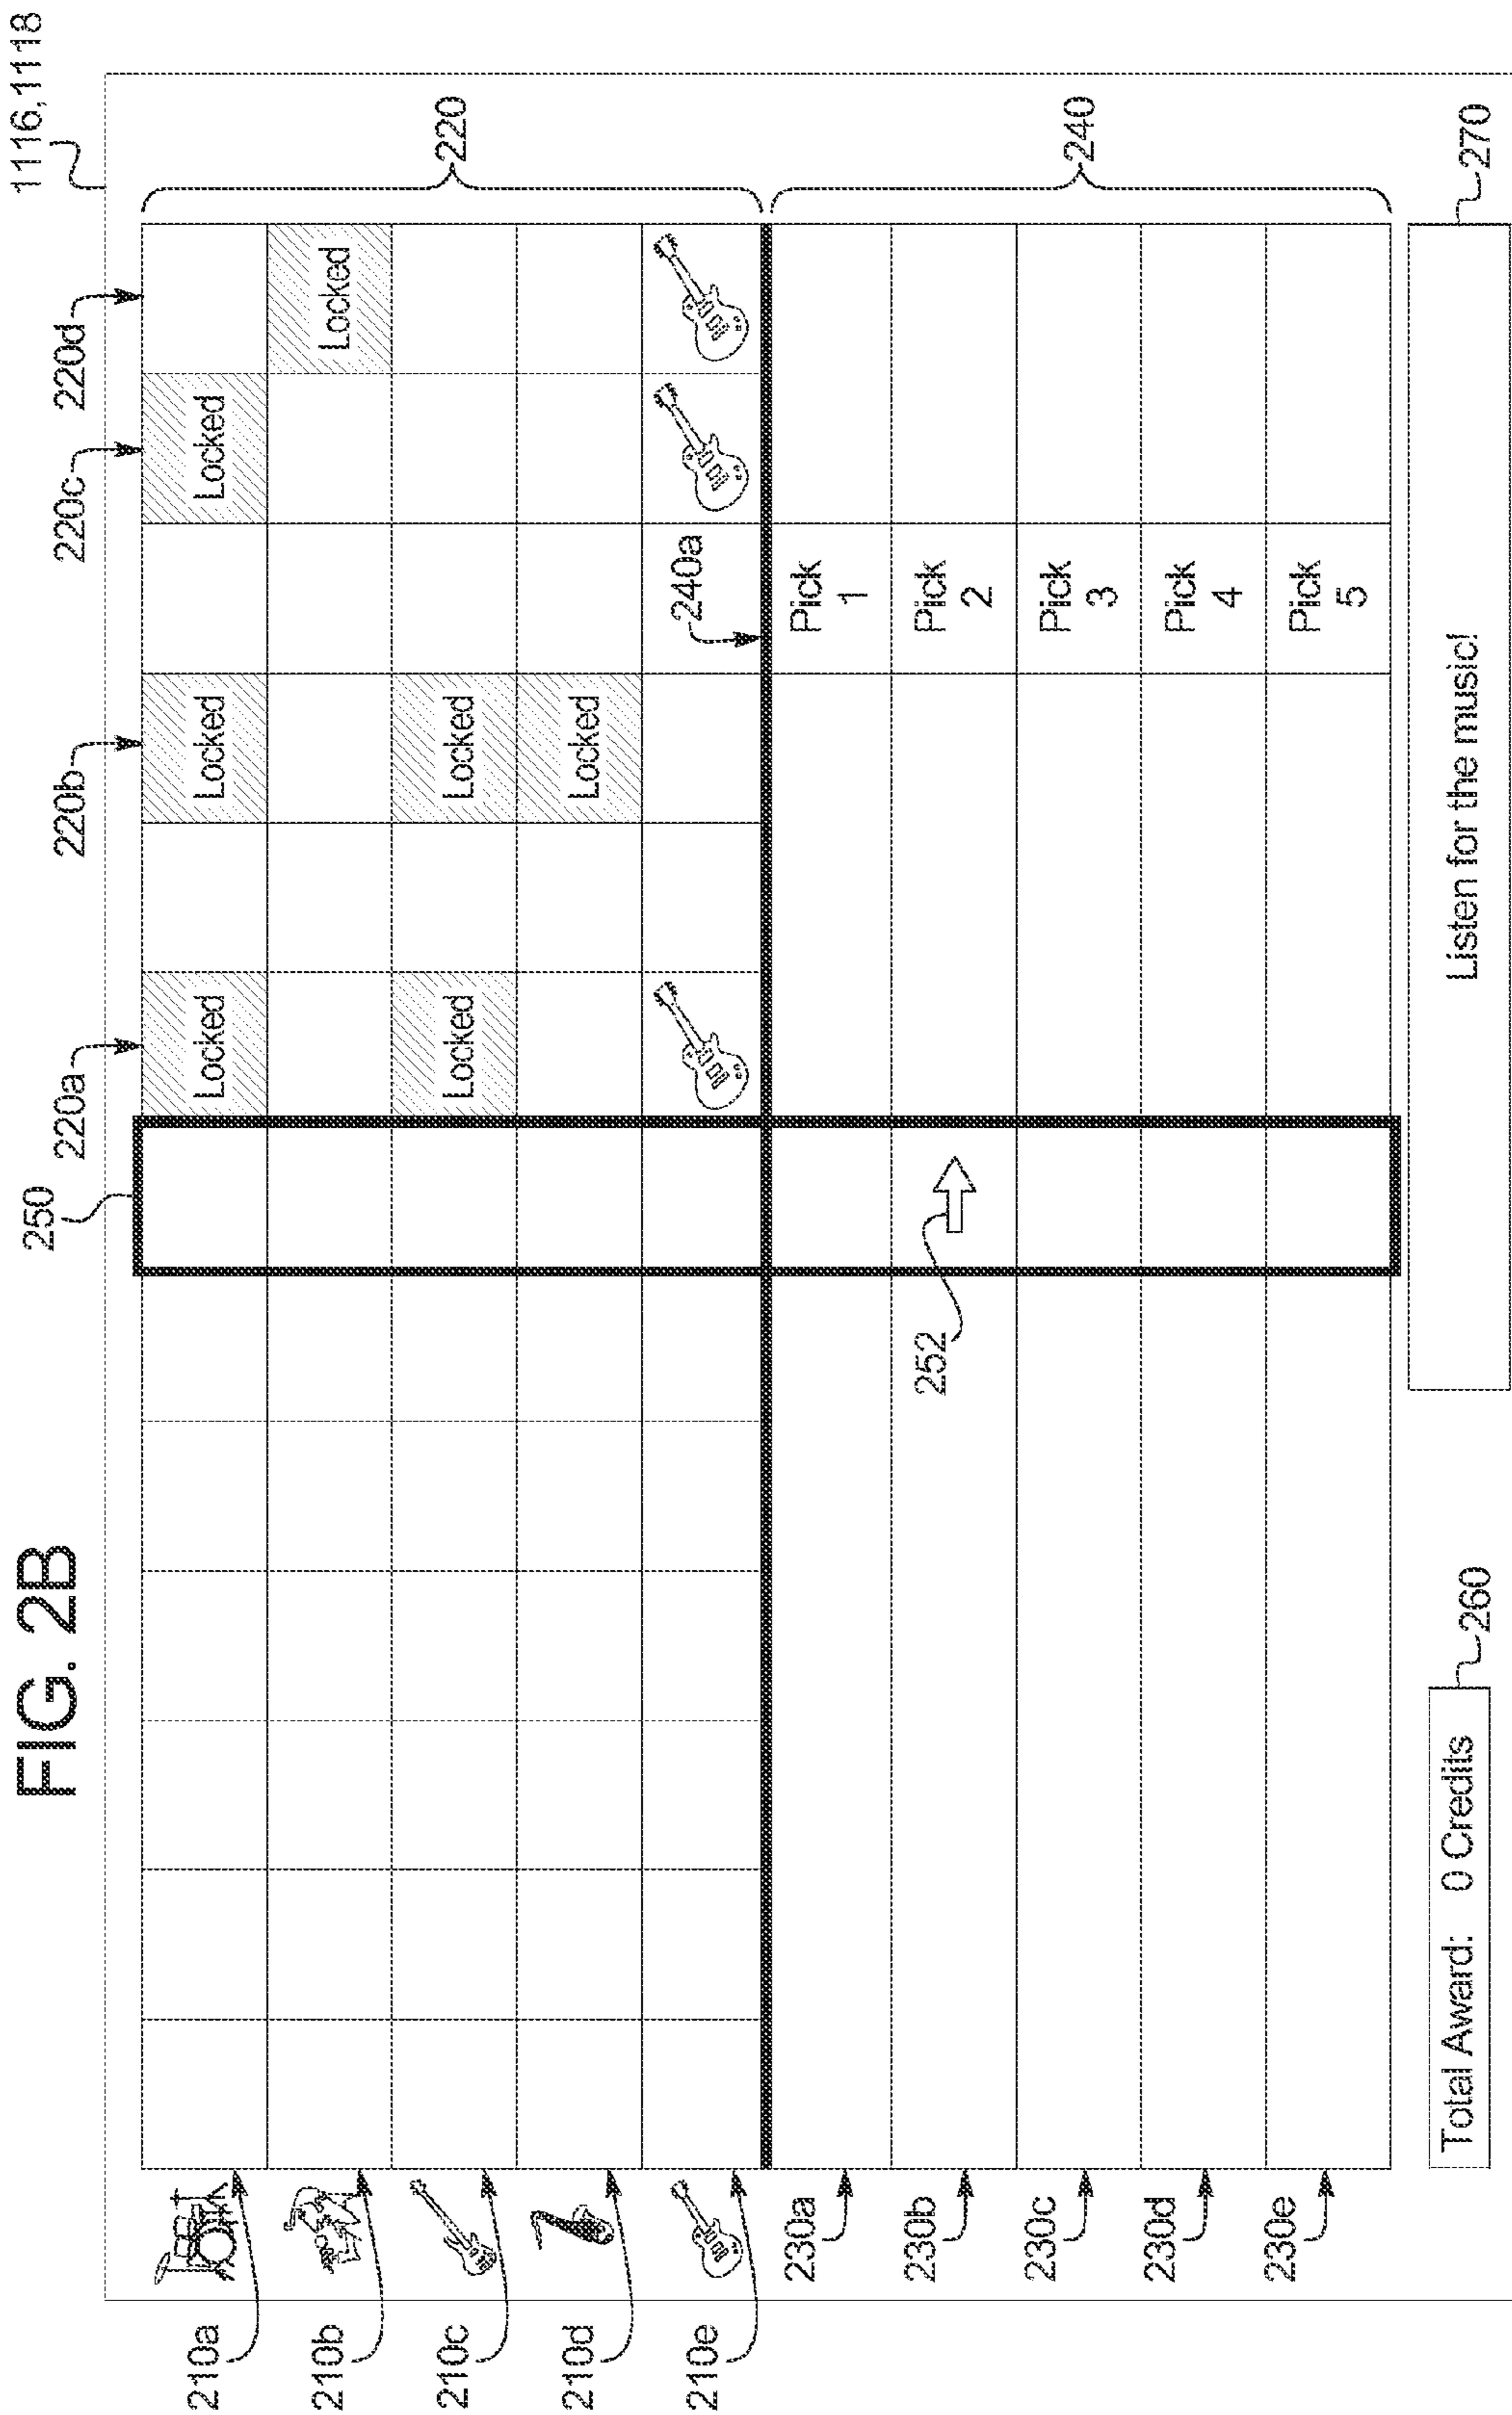 FIG. 2B
1116,1118
250
220a
220b
220c
220d
210a
Locked
Locked
Locked
210b
Locked
210c
Locked
Locked
210d
Locked
210e
240a
220
230a
Pick
1
230b
252
Pick
2
230c
Pick
3
230d
Pick
4
230e
Pick
5
240
Total Award: 0 Credits
260
Listen for the music!
270